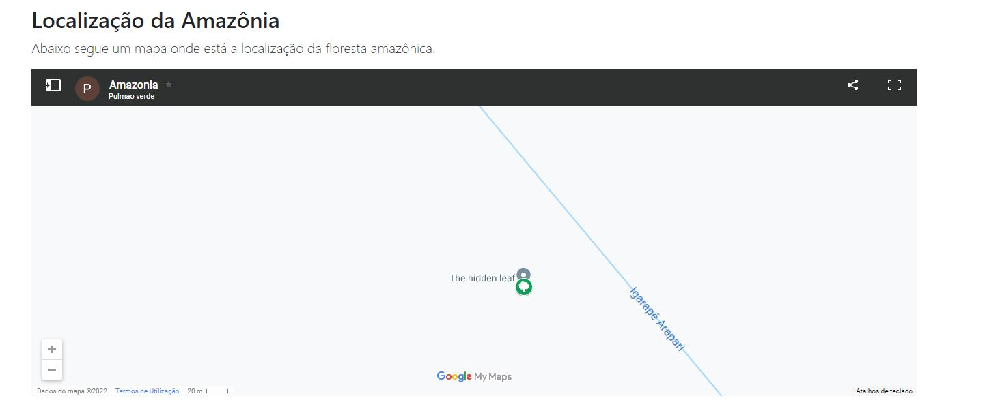 Localização da Amazônia
Abaixo segue um mapa onde está a localização da floresta amazônica.
P
Amazonia
Pulmao verde
The hidden leaf
Igarapé Arapari
Google My Maps
Dados do mapa ©2022 Termos de Utilização 20 m
Atalhos de teclado